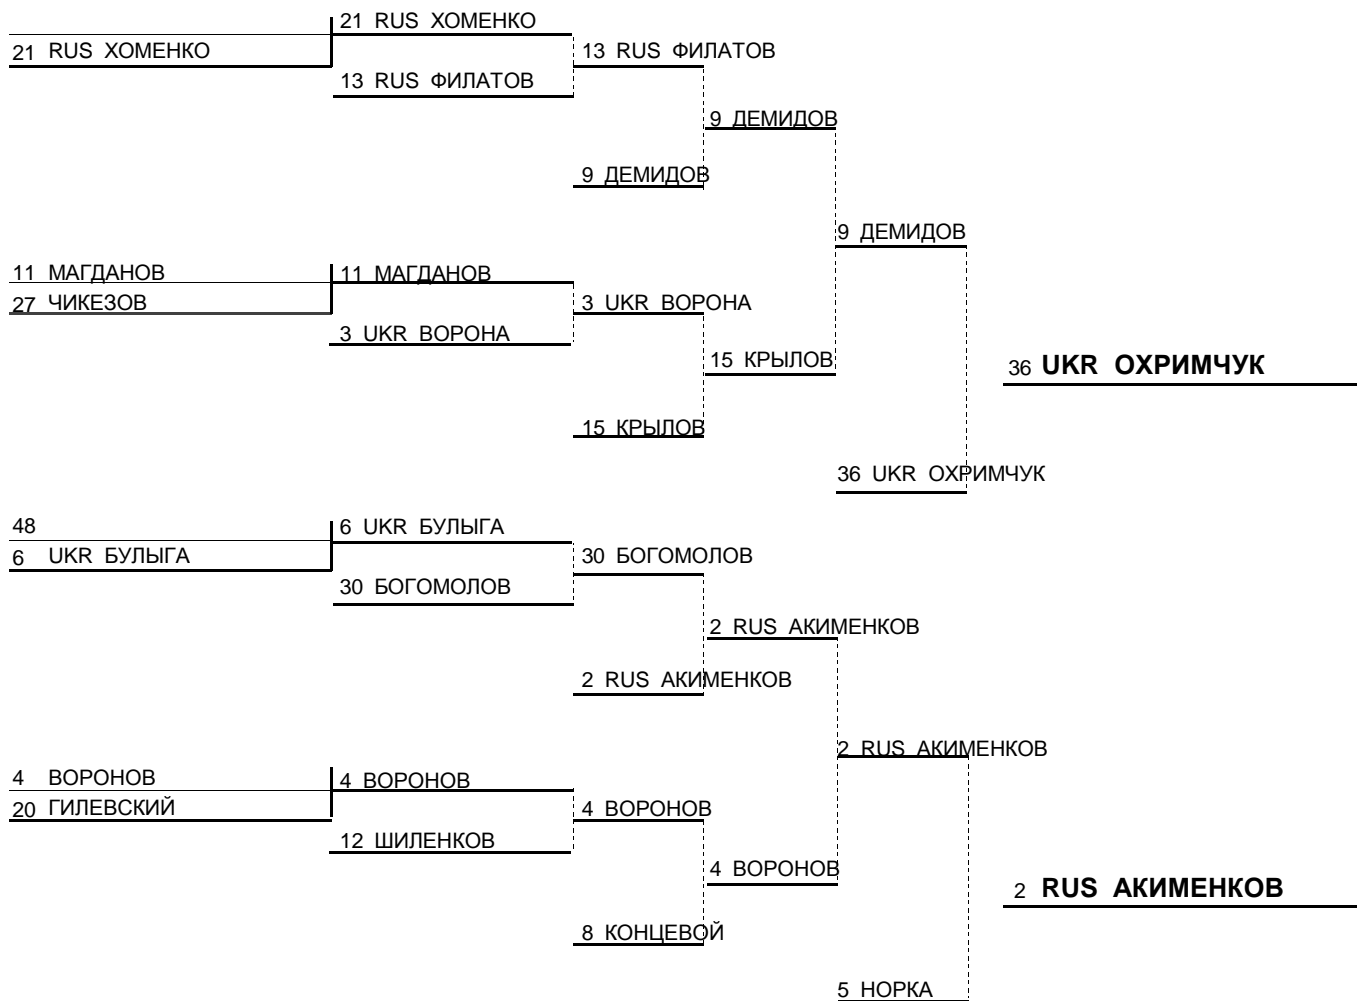 21 RUS ХОМЕНКО
21 RUS ХОМЕНКО
13 RUS ФИЛАТОВ
13 RUS ФИЛАТОВ
9 ДЕМИДОВ
9 ДЕМИДОВ
9 ДЕМИДОВ
11 МАГДАНОВ
11 МАГДАНОВ
27 ЧИКЕЗОВ
3 UKR ВОРОНА
3 UKR ВОРОНА
15 КРЫЛОВ
36 UKR ОХРИМЧУК
15 КРЫЛОВ
36 UKR ОХРИМЧУК
48
6 UKR БУЛЫГА
6 UKR БУЛЫГА
30 БОГОМОЛОВ
30 БОГОМОЛОВ
2 RUS АКИМЕНКОВ
2 RUS АКИМЕНКОВ
2 RUS АКИМЕНКОВ
4 ВОРОНОВ
4 ВОРОНОВ
20 ГИЛЕВСКИЙ
4 ВОРОНОВ
12 ШИЛЕНКОВ
4 ВОРОНОВ
2 RUS АКИМЕНКОВ
8 КОНЦЕВОЙ
5 НОРКА